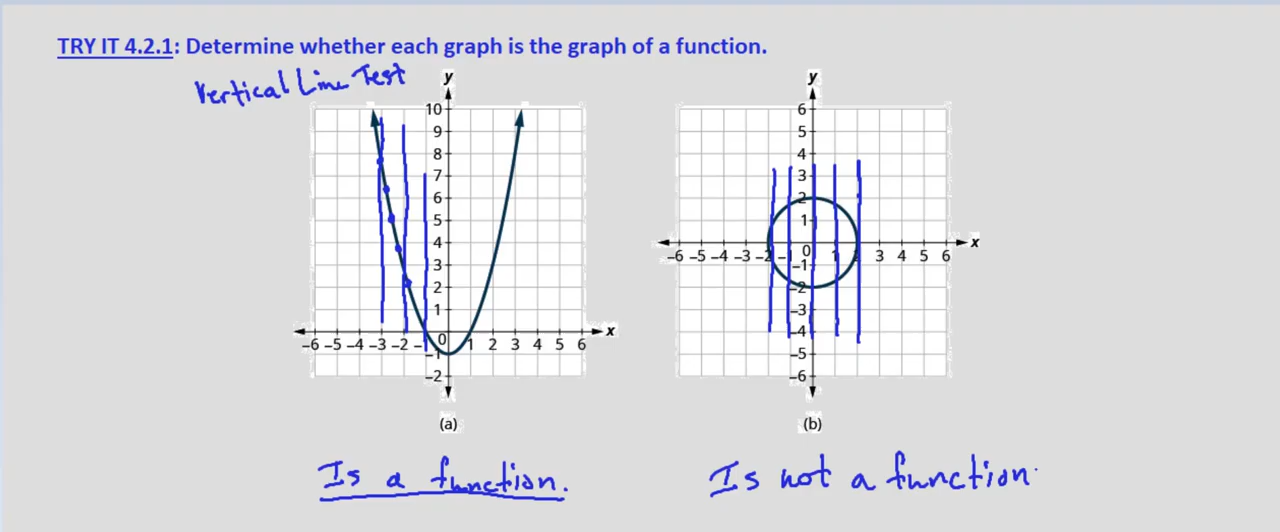 TRY IT 4.2.1: Determine whether each graph is the graph of a function.
Vertical Line Test
y
10
9
8
7
6
5
4
3
2
1
-6 -5 -4 -3 -2 - 0 1 2 3 4 5 6 x
-1
-2
(a)
y
6
5
4
3
2
1
-6 -5 -4 -3 -2 -1 0 1 3 4 5 6 x
-1
-2
-3
-4
-5
-6
(b)
Is a function.
Is not a function.